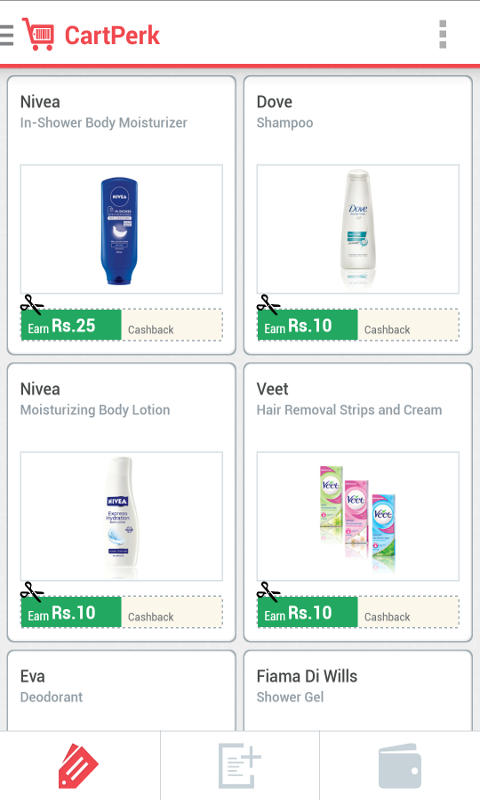 CartPerk
Nivea
In-Shower Body Moisturizer
NIVEA
Earn Rs.25 Cashback
Dove
Shampoo
Dove
Earn Rs.10 Cashback
Nivea
Moisturizing Body Lotion
NIVEA
Express
Hydration
Earn Rs.10 Cashback
Veet
Hair Removal Strips and Cream
Veet
Veet
Veet
Earn Rs.10 Cashback
Eva
Deodorant
Fiama Di Wills
Shower Gel